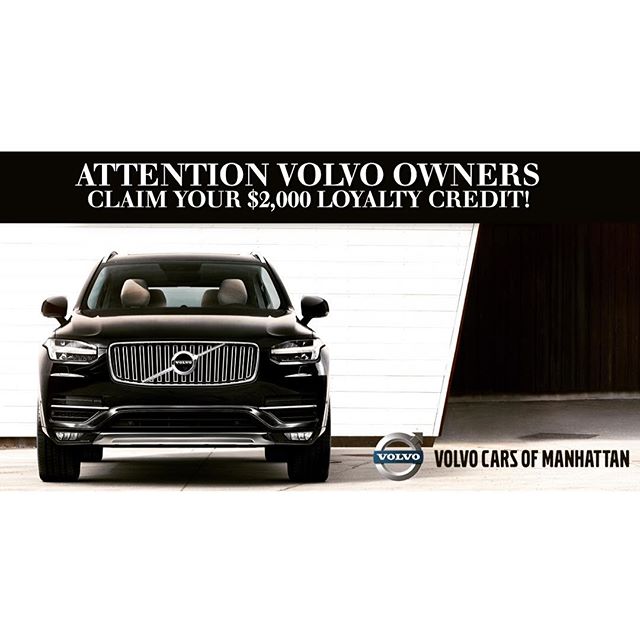 ATTENTION VOLVO OWNERS
CLAIM YOUR $2,000 LOYALTY CREDIT!
VOLVO
VOLVO
VOLVO CARS OF MANHATTAN